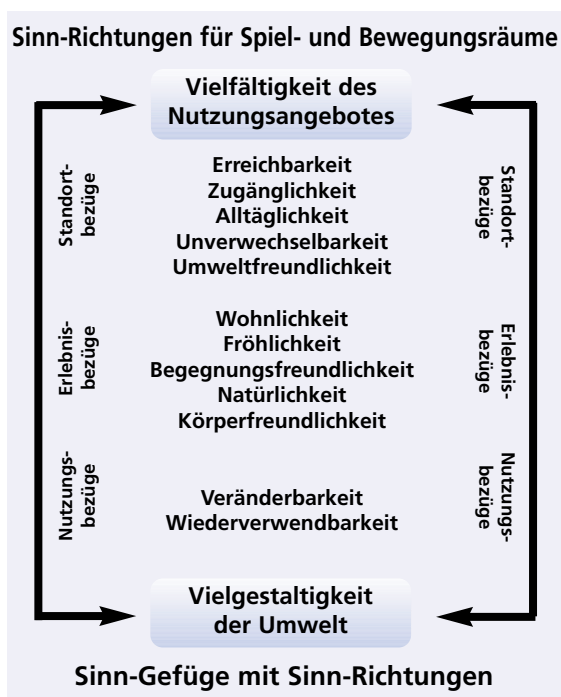 Sinn-Richtungen für Spiel- und Bewegungsräume
Vielfältigkeit des
Nutzungsangebotes
Standort-
bezüge
Erreichbarkeit
Zugänglichkeit
Alltäglichkeit
Unverwechselbarkeit
Umweltfreundlichkeit
Standort-
bezüge
Erlebnis-
bezüge
Wohnlichkeit
Fröhlichkeit
Begegnungsfreundlichkeit
Natürlichkeit
Körperfreundlichkeit
Erlebnis-
bezüge
Nutzungs-
bezüge
Veränderbarkeit
Wiederverwendbarkeit
Nutzungs-
bezüge
Vielgestaltigkeit
der Umwelt
Sinn-Gefüge mit Sinn-Richtungen